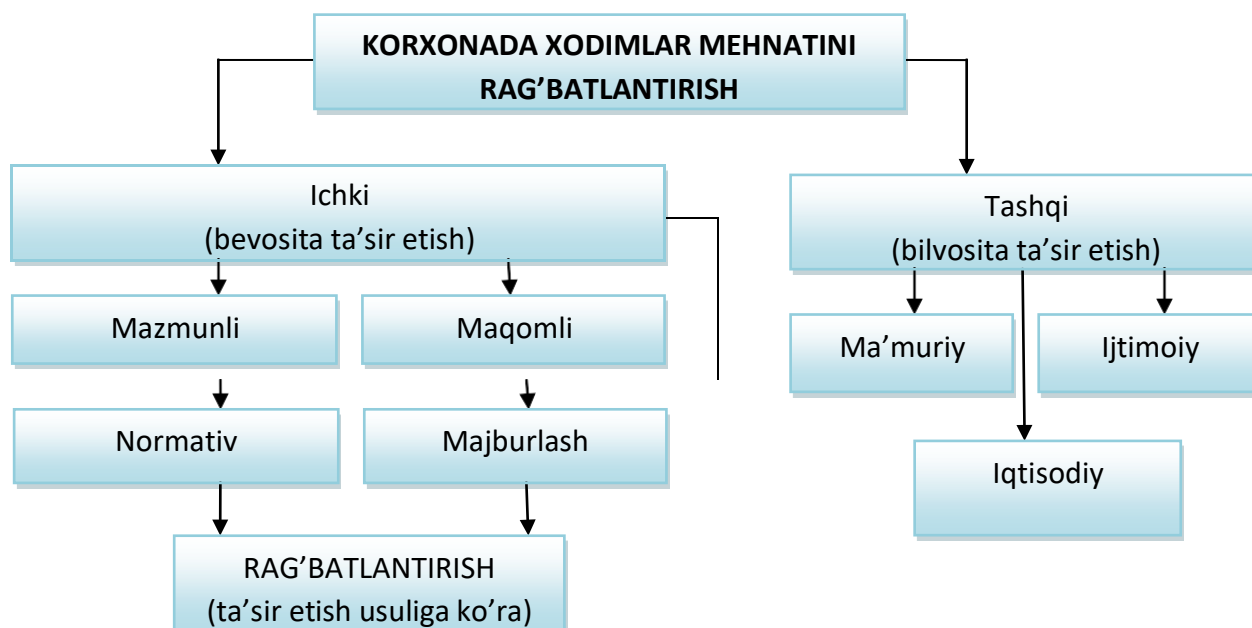 KORXONADA XODIMLAR MEHNATINI
RAG’BATLANTIRISH
Ichki
(bevosita ta’sir etish)
Tashqi
(bilvosita ta’sir etish)
Mazmunli
Maqomli
Ma’muriy
Ijtimoiy
Normativ
Majburlash
Iqtisodiy
RAG’BATLANTIRISH
(ta’sir etish usuliga ko’ra)